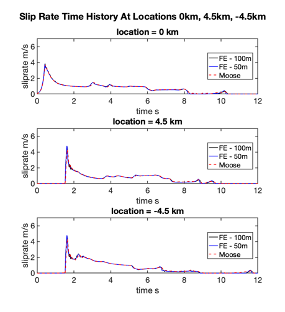 Slip Rate Time History At Locations 0km, 4.5km, -4.5km
location = 0 km
sliprate m/s
6
4
2
0
FE - 100m
FE - 50m
Moose
0 2 4 6 8 10 12
time s
location = 4.5 km
sliprate m/s
6
4
2
0
FE - 100m
FE - 50m
Moose
0 2 4 6 8 10 12
time s
location = -4.5 km
sliprate m/s
6
4
2
0
FE - 100m
FE - 50m
Moose
0 2 4 6 8 10 12
time s